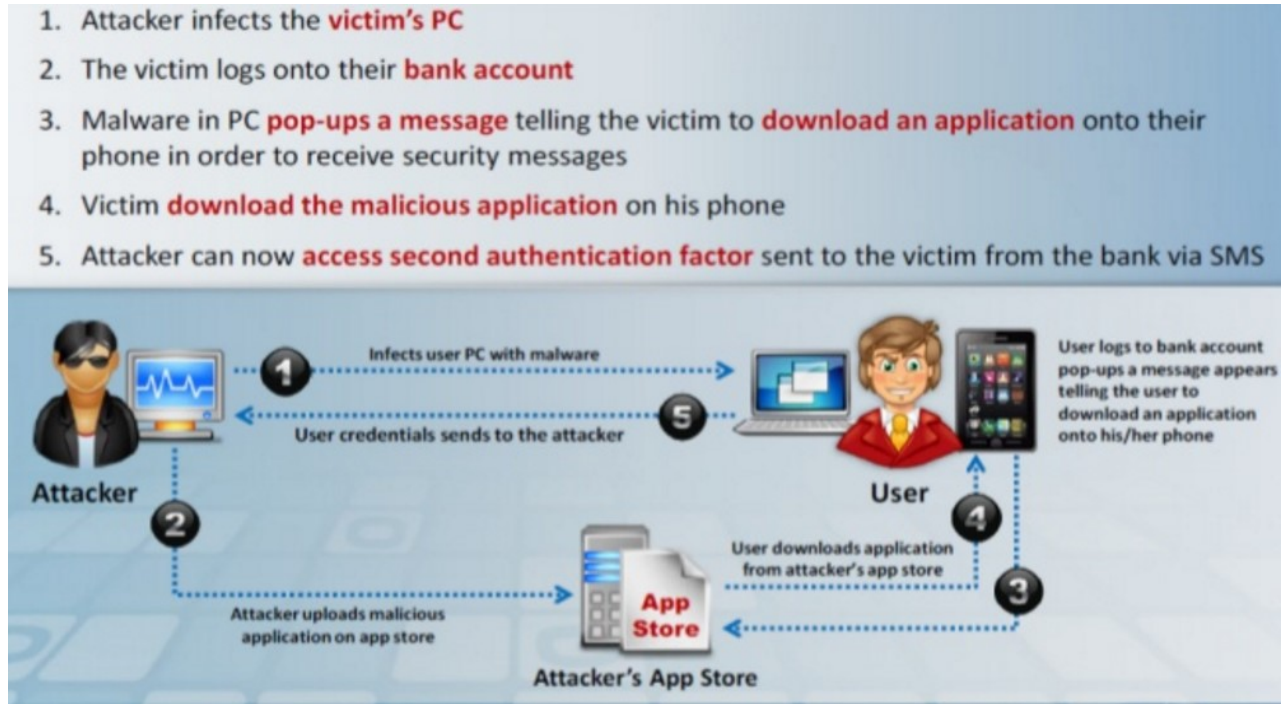 1. Attacker infects the victim's PC
2. The victim logs onto their bank account
3. Malware in PC pop-ups a message telling the victim to download an application onto their
phone in order to receive security messages
4. Victim download the malicious application on his phone
5. Attacker can now access second authentication factor sent to the victim from the bank via SMS
1
Infects user PC with malware
5
User credentials sends to the attacker
User logs to bank account
pop-ups a message appears
telling the user to
download an application
onto his/her phone
Attacker
User
2
4
User downloads application
from attacker's app store
3
Attacker uploads malicious
application on app store
App
Store
Attacker's App Store